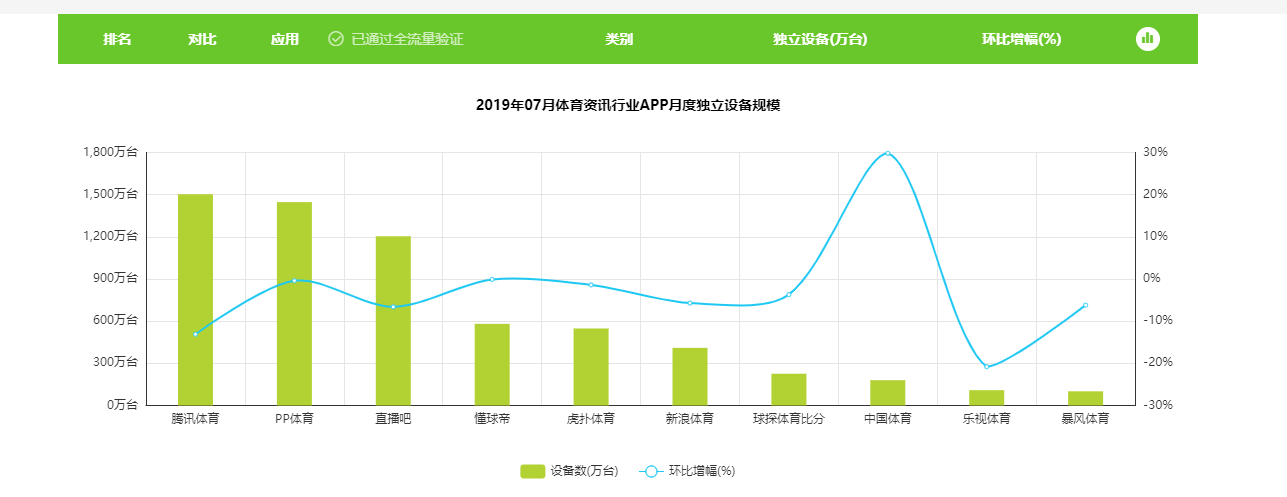 排名 对比 应用 已通过全流量验证 类别 独立设备(万台) 环比增幅(%)
2019年07月体育资讯行业APP月度独立设备规模
1,800万台 30%
1,500万台 20%
1,200万台 10%
900万台 0%
600万台 -10%
300万台 -20%
0万台 -30%
腾讯体育 PP体育 直播吧 懂球帝 虎扑体育 新浪体育 球探体育比分 中国体育 乐视体育 暴风体育
设备数(万台) 环比增幅(%)